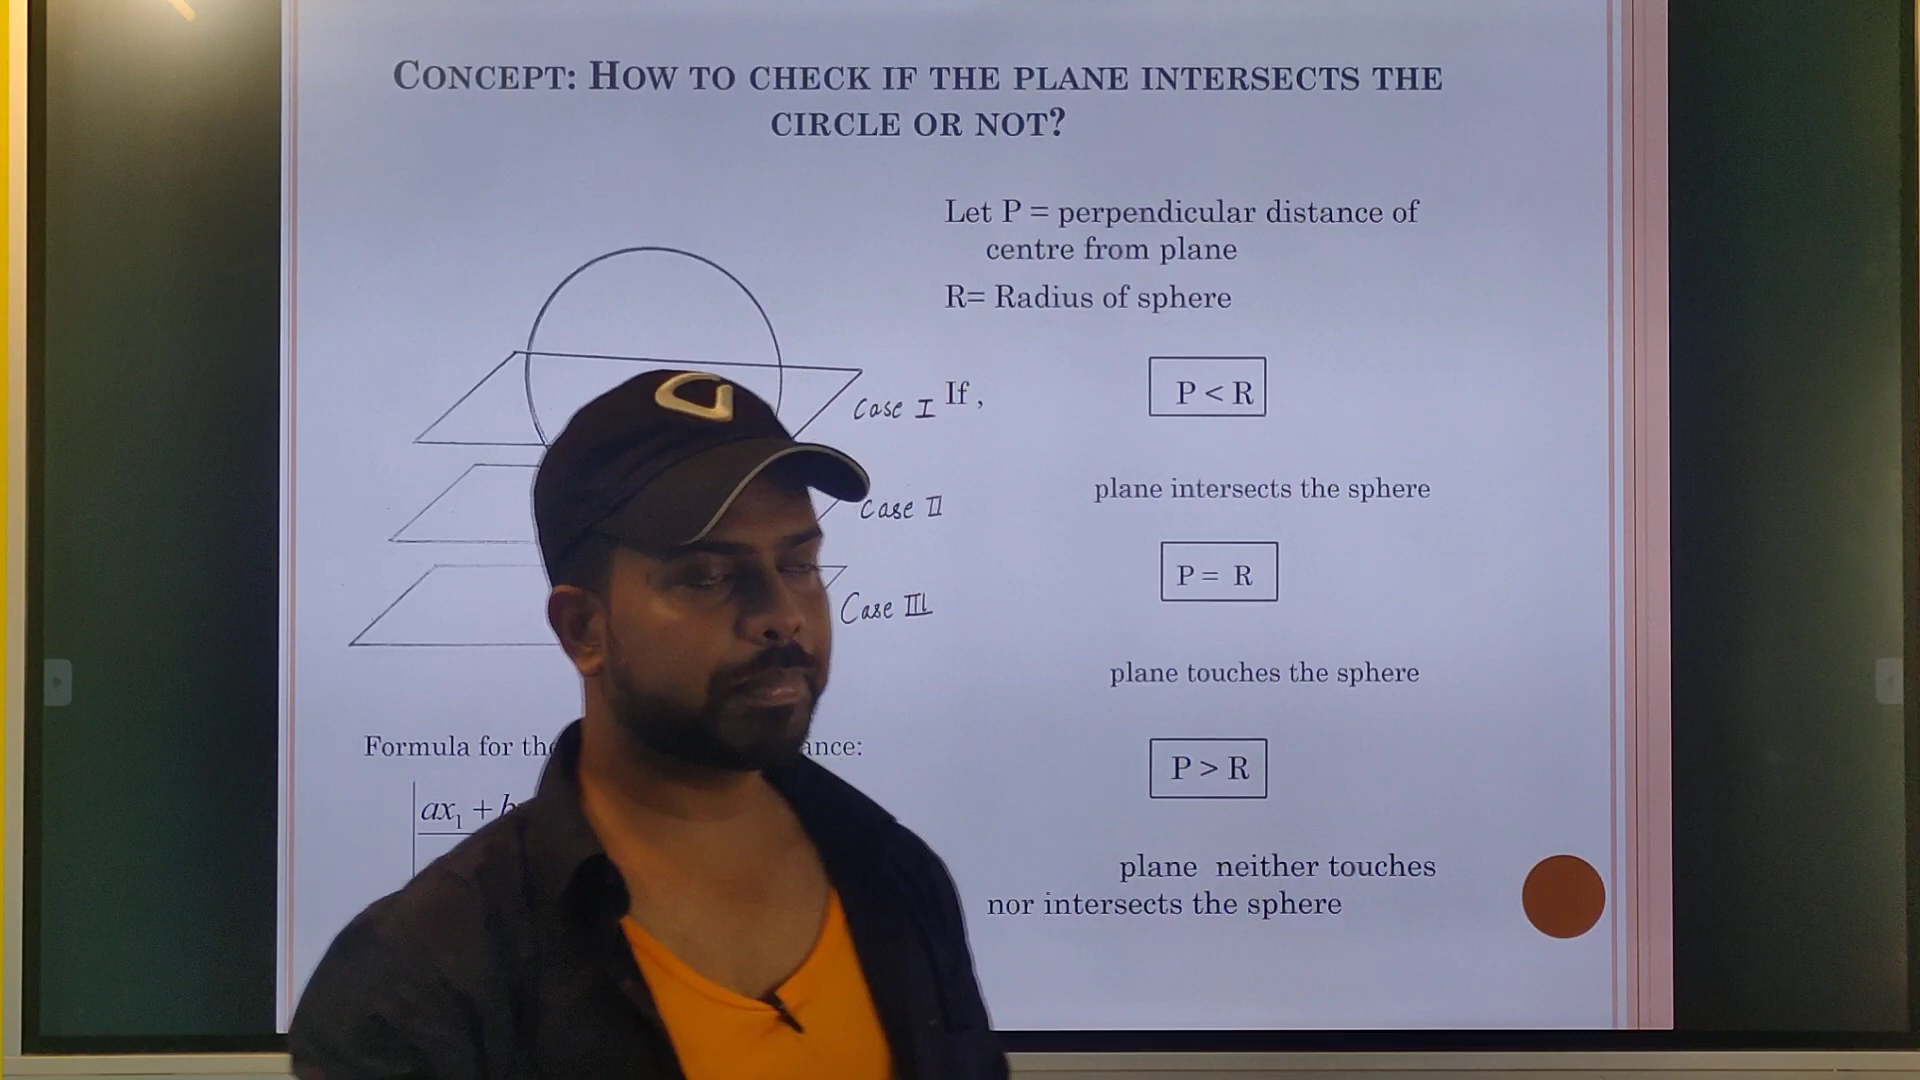 CONCEPT: HOW TO CHECK IF THE PLANE INTERSECTS THE
CIRCLE OR NOT?
Let P = perpendicular distance of
centre from plane
R= Radius of sphere
Case I
If ,
P < R
plane intersects the sphere
Case II
P = R
plane touches the sphere
Case III
P > R
plane neither touches
nor intersects the sphere
Formula for
ax₁ +